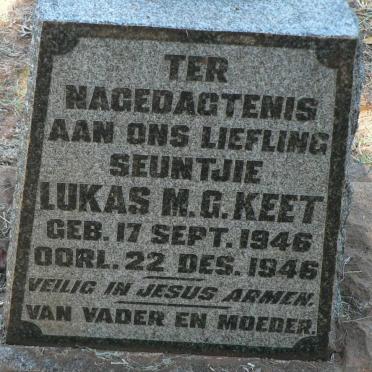 TER
NAGEDAGTENIS
AAN ONS LIEFLING
SEUNTJIE
LUKAS M.G. KEET
GEB. 17 SEPT. 1946
OORL. 22 DES. 1946
VEILIG IN JESUS ARMEN.
VAN VADER EN MOEDER.